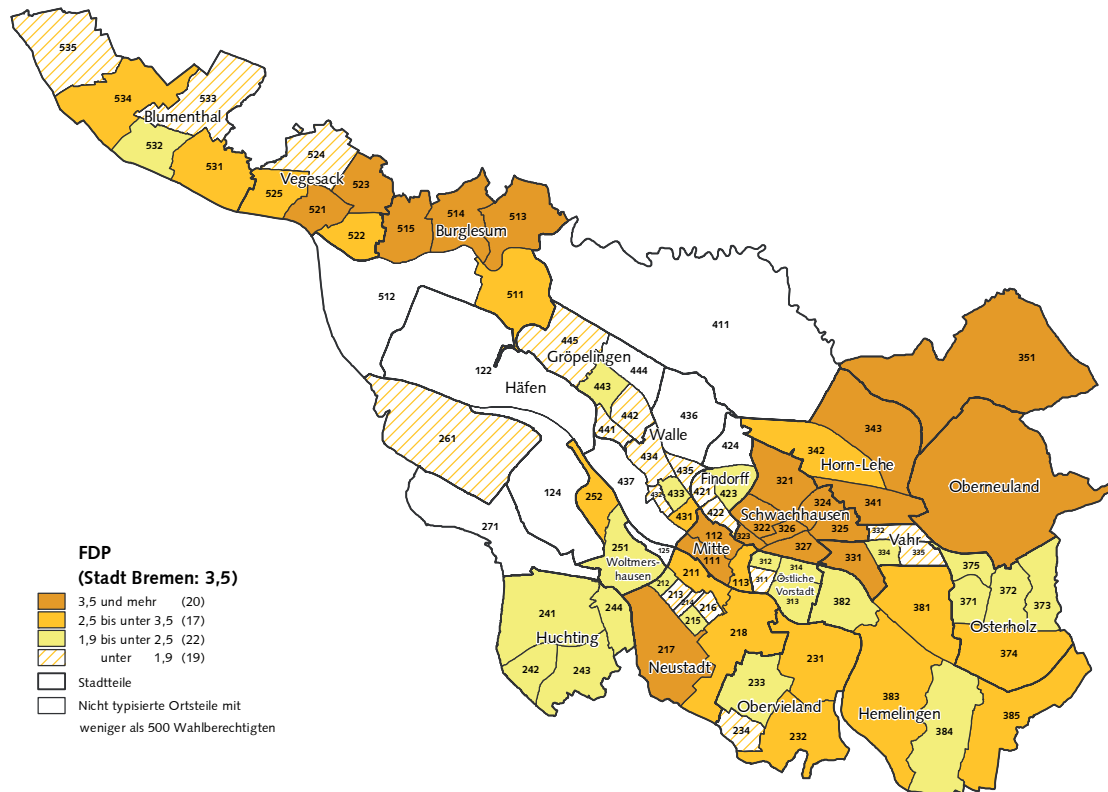 535
534
533
Blumenthal
532
531
524
Vegesack
523
525
521
522
515
514
513
Burglesum
511
512
411
351
445
Gröpelingen
444
122
Häfen
443
442
436
441
Walle
343
342
424
434
261
Horn-Lehe
435
Findorff
321
Oberneuland
437
432
433
421
423
341
124
252
431
422
324
Schwachhausen
322
326
325
332
271
112
323
Vahr
251
125
Mitte
327
334
335
Woltmers-
hausen
111
331
312
314
375
211
113
311
Östliche
Vorstadt
212
213
214
216
313
382
381
371
372
373
241
244
215
Osterholz
Huchting
218
217
Neustadt
231
374
242
243
233
383
Obervieland
Hemelingen
385
234
232
384
FDP
(Stadt Bremen: 3,5)
3,5 und mehr (20)
2,5 bis unter 3,5 (17)
1,9 bis unter 2,5 (22)
unter 1,9 (19)
Stadtteile
Nicht typisierte Ortsteile mit
weniger als 500 Wahlberechtigten